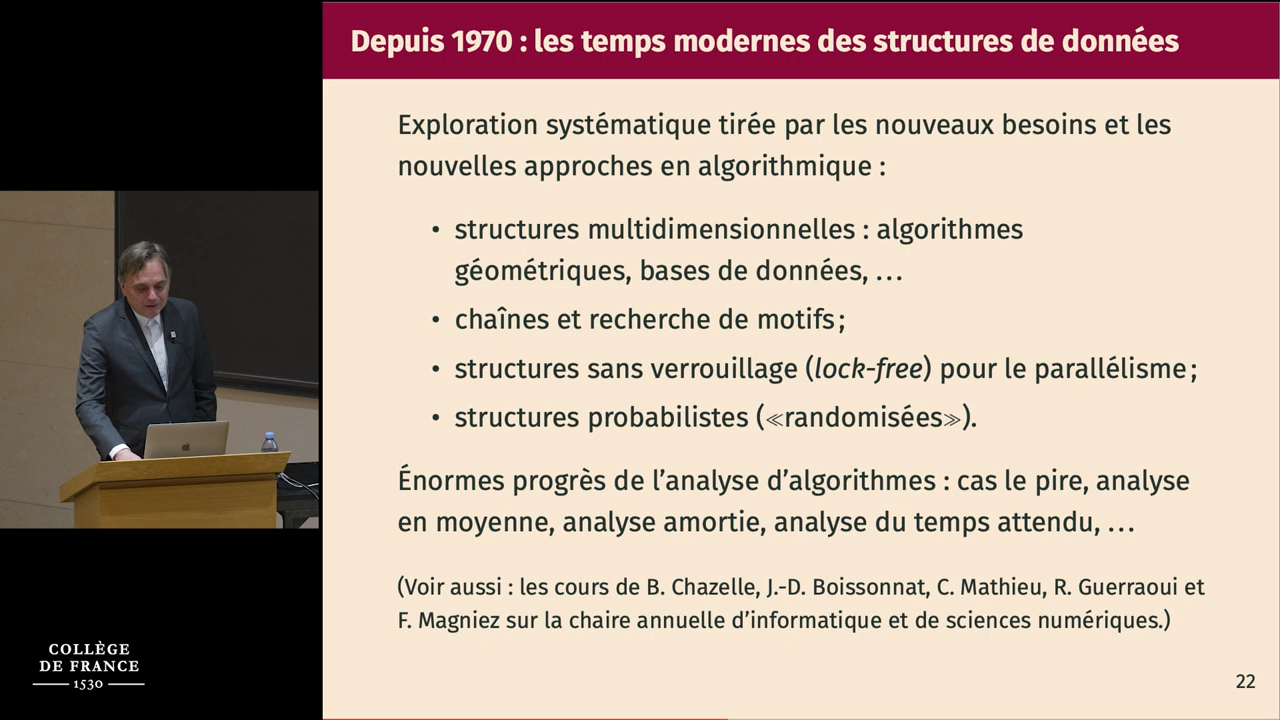 Depuis 1970 : les temps modernes des structures de données
Exploration systématique tirée par les nouveaux besoins et les
nouvelles approches en algorithmique :
• structures multidimensionnelles : algorithmes
géométriques, bases de données, …
• chaînes et recherche de motifs ;
• structures sans verrouillage (lock-free) pour le parallélisme ;
• structures probabilistes (≪randomisées≫).
Énormes progrès de l’analyse d’algorithmes : cas le pire, analyse
en moyenne, analyse amortie, analyse du temps attendu, …
(Voir aussi : les cours de B. Chazelle, J.-D. Boissonnat, C. Mathieu, R. Guerraoui et
F. Magniez sur la chaire annuelle d’informatique et de sciences numériques.)
22
COLLÈGE
DE FRANCE
1530